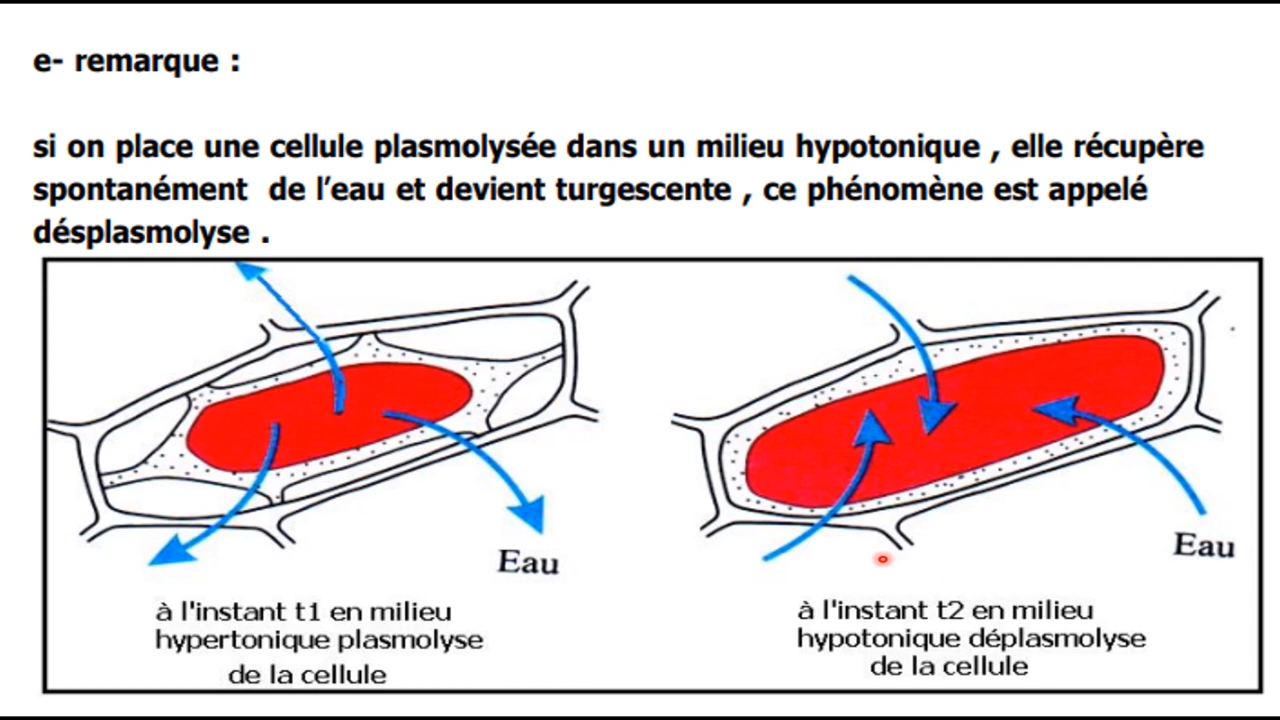 e- remarque :
si on place une cellule plasmolysée dans un milieu hypotonique , elle récupère
spontanément de l'eau et devient turgescente , ce phénomène est appelé
désplasmolyse .
Eau
Eau
à l'instant t1 en milieu
hypertonique plasmolyse
de la cellule
à l'instant t2 en milieu
hypotonique déplasmolyse
de la cellule